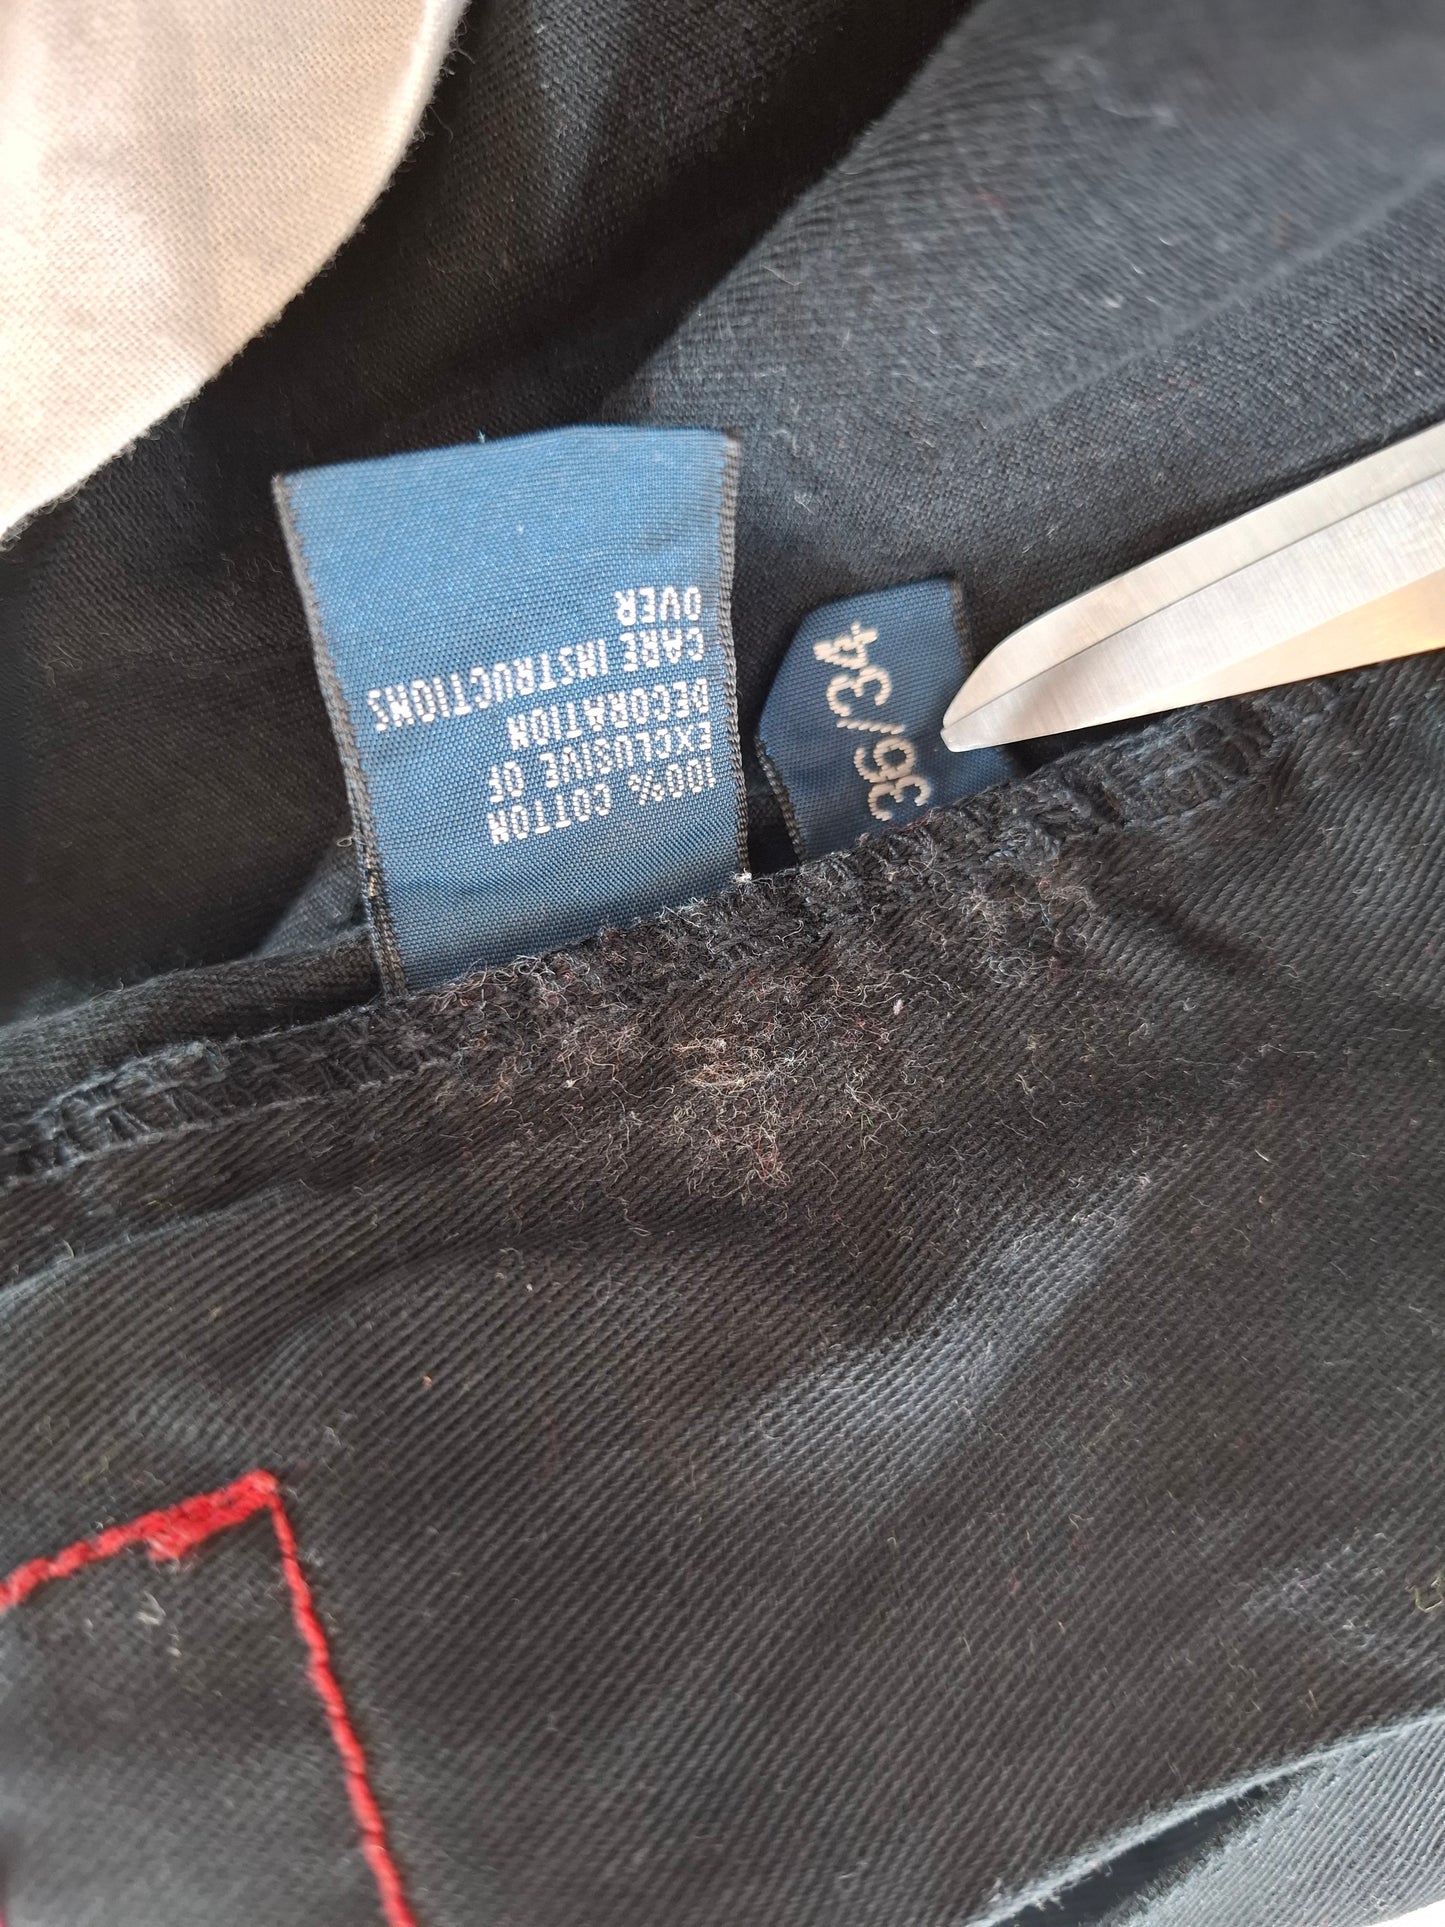 100% COTTON
EXCLUSIVE OF
DECORATION
CARE INSTRUCTIONS
OVER
36/34